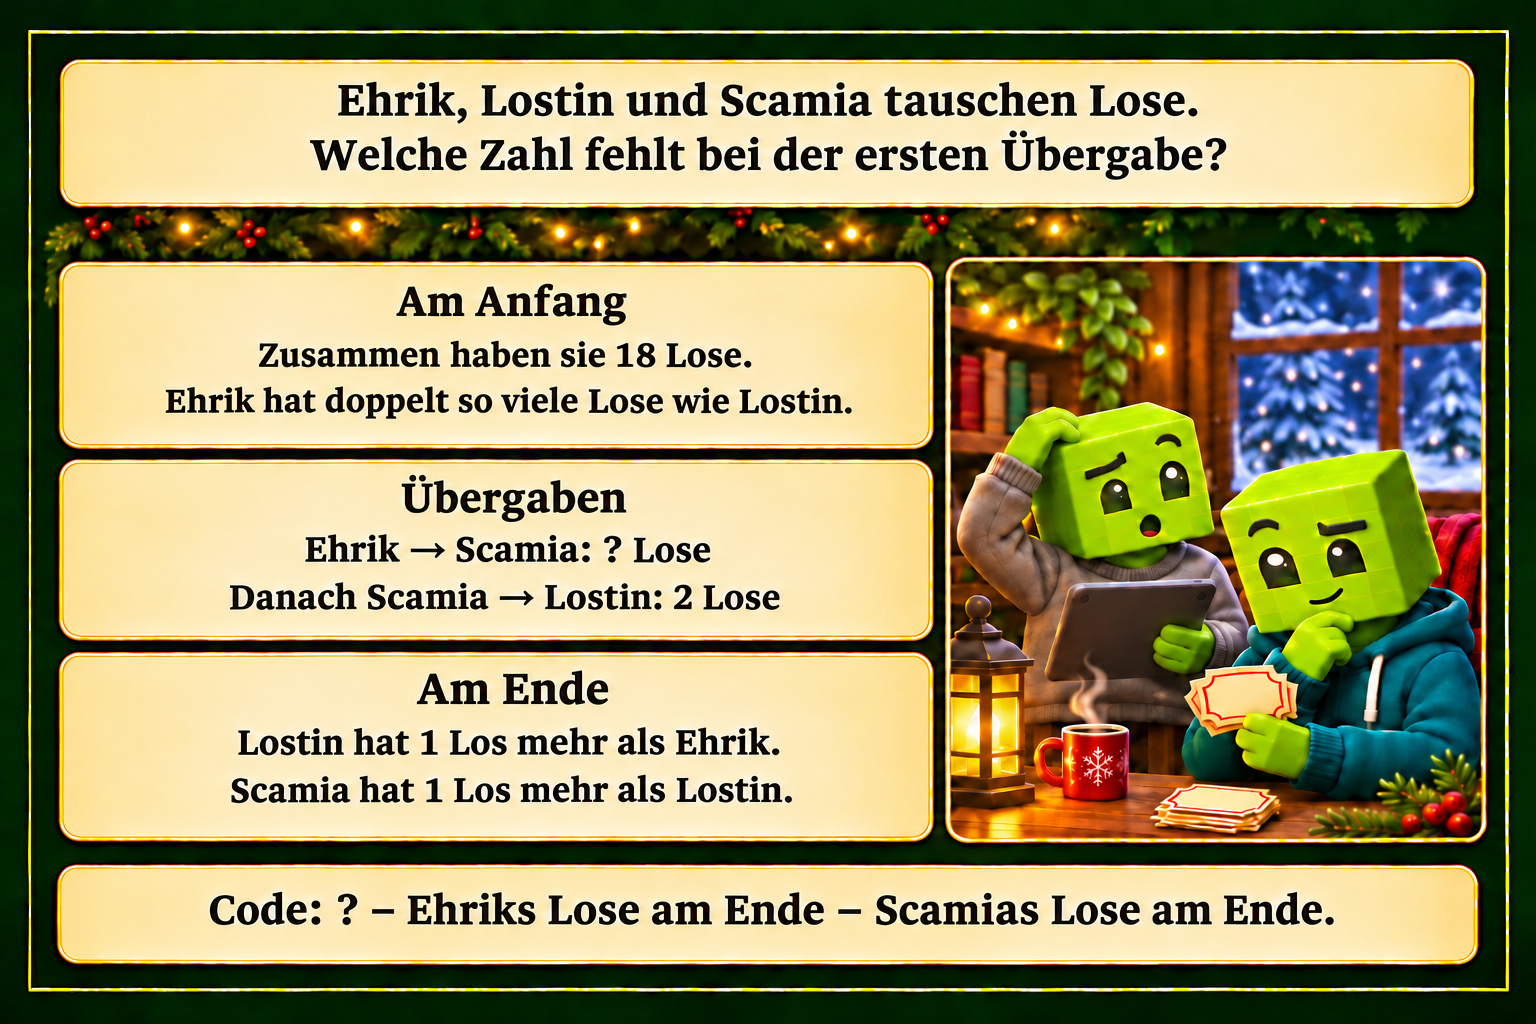 Ehrik, Lostin und Scamia tauschen Lose.
Welche Zahl fehlt bei der ersten Übergabe?
Am Anfang
Zusammen haben sie 18 Lose.
Ehrik hat doppelt so viele Lose wie Lostin.
Übergaben
Ehrik → Scamia: ? Lose
Danach Scamia → Lostin: 2 Lose
Am Ende
Lostin hat 1 Los mehr als Ehrik.
Scamia hat 1 Los mehr als Lostin.
Code: ? – Ehriks Lose am Ende – Scamias Lose am Ende.